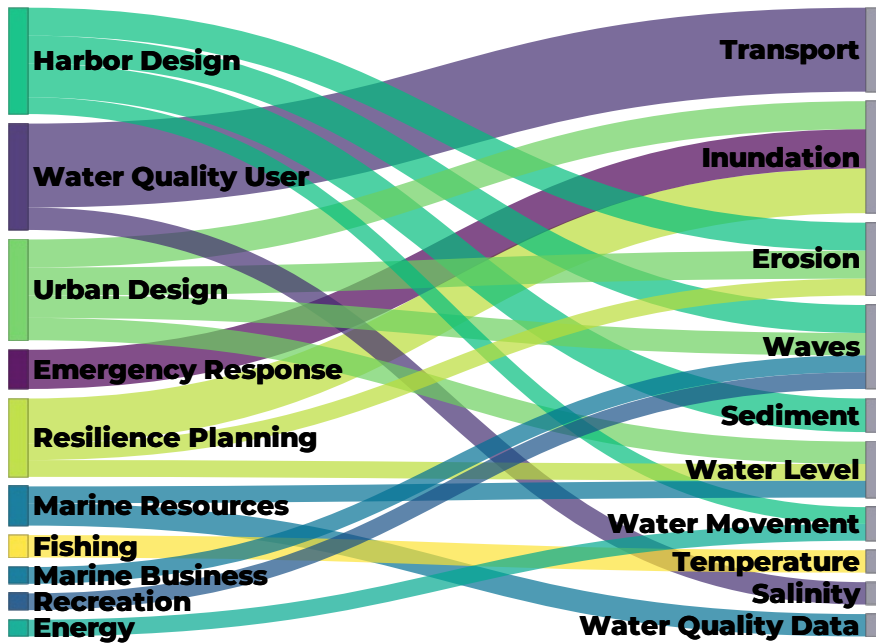 Harbor Design
Water Quality User
Urban Design
Emergency Response
Resilience Planning
Marine Resources
Fishing
Marine Business
Recreation
Energy
Transport
Inundation
Erosion
Waves
Sediment
Water Level
Water Movement
Temperature
Salinity
Water Quality Data